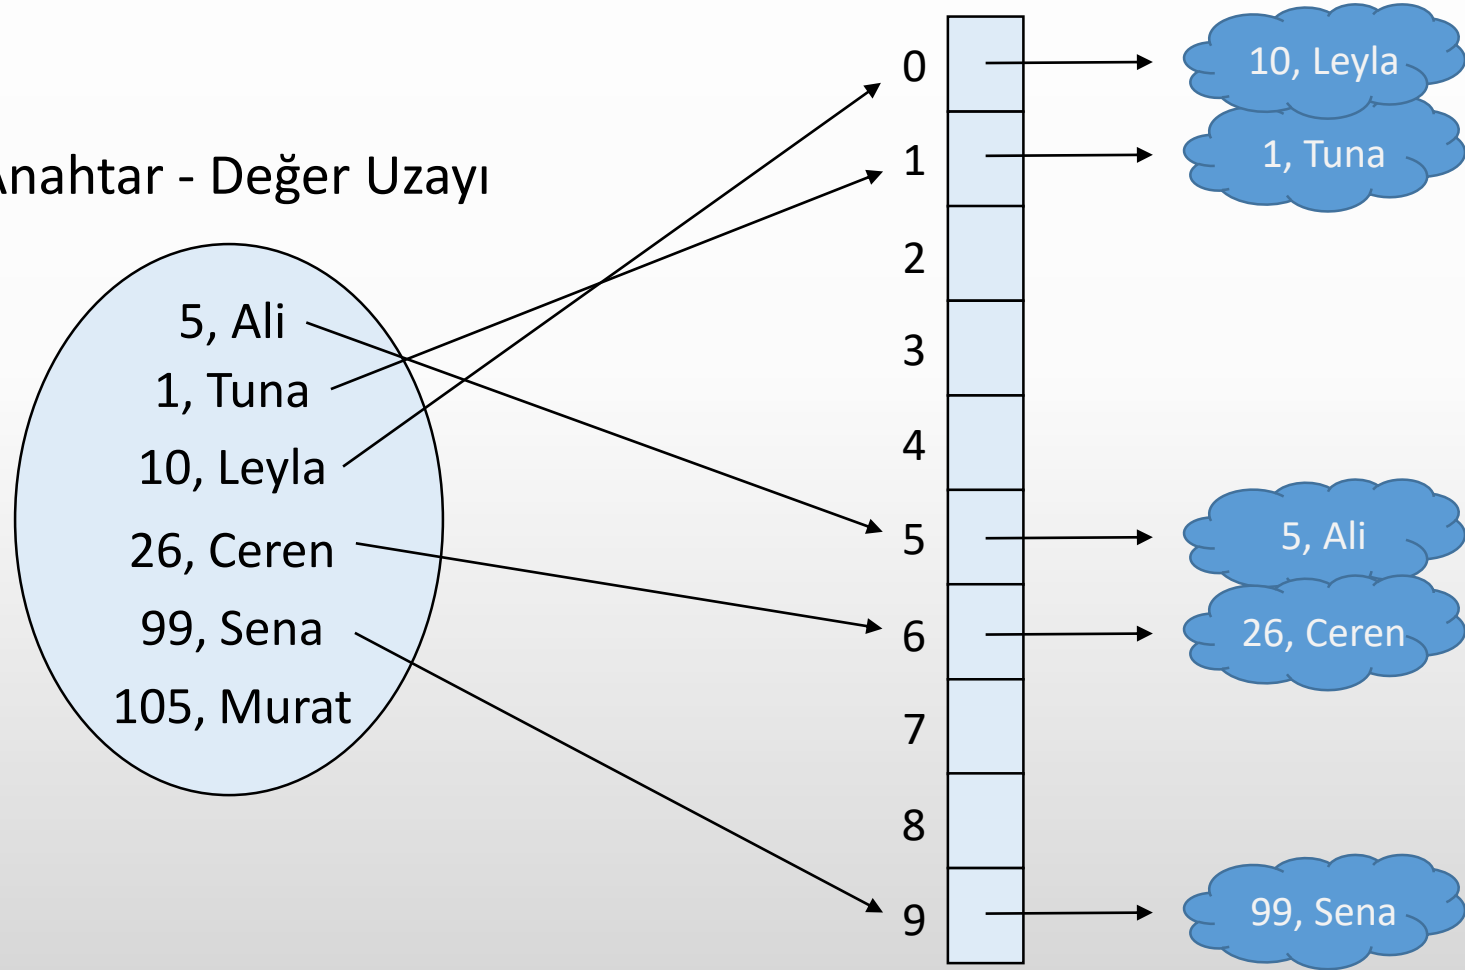 Anahtar - Değer Uzayı
5, Ali
1, Tuna
10, Leyla
26, Ceren
99, Sena
105, Murat
0
1
2
3
4
5
6
7
8
9
10, Leyla
1, Tuna
5, Ali
26, Ceren
99, Sena